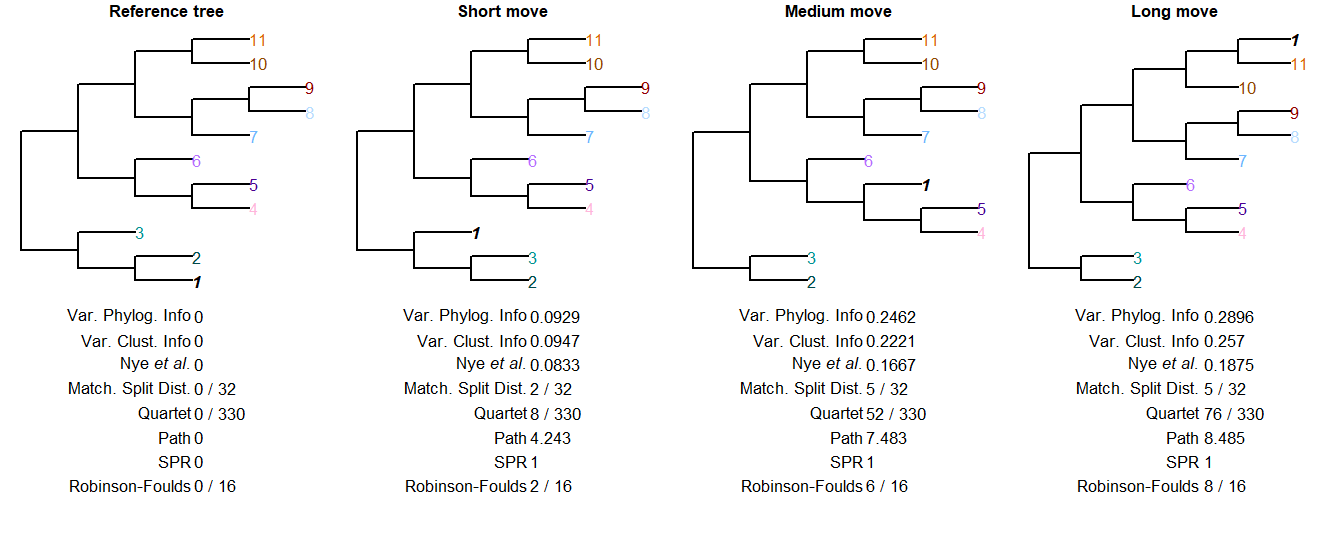 Reference tree
11
10
9
8
7
6
5
4
3
2
1
Var. Phylog. Info 0
Var. Clust. Info 0
Nye et al. 0
Match. Split Dist. 0 / 32
Quartet 0 / 330
Path 0
SPR 0
Robinson-Foulds 0 / 16
Short move
11
10
9
8
7
6
5
4
1
3
2
Var. Phylog. Info 0.0929
Var. Clust. Info 0.0947
Nye et al. 0.0833
Match. Split Dist. 2 / 32
Quartet 8 / 330
Path 4.243
SPR 1
Robinson-Foulds 2 / 16
Medium move
11
10
9
8
7
6
1
5
4
3
2
Var. Phylog. Info 0.2462
Var. Clust. Info 0.2221
Nye et al. 0.1667
Match. Split Dist. 5 / 32
Quartet 52 / 330
Path 7.483
SPR 1
Robinson-Foulds 6 / 16
Long move
1
11
10
9
8
7
6
5
4
3
2
Var. Phylog. Info 0.2896
Var. Clust. Info 0.257
Nye et al. 0.1875
Match. Split Dist. 5 / 32
Quartet 76 / 330
Path 8.485
SPR 1
Robinson-Foulds 8 / 16